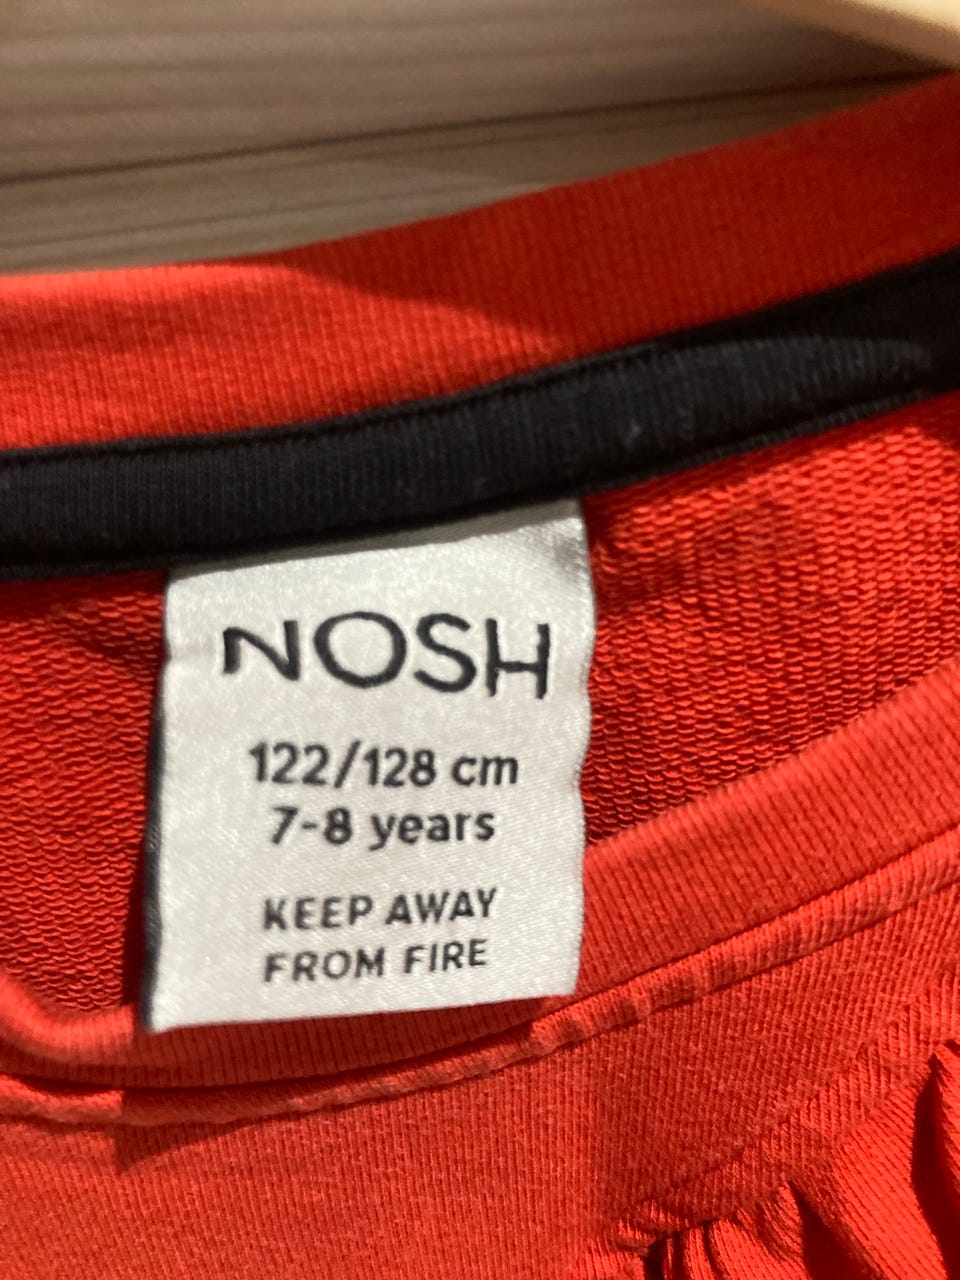 NOSH
122/128 cm
7-8 years
KEEP AWAY
FROM FIRE